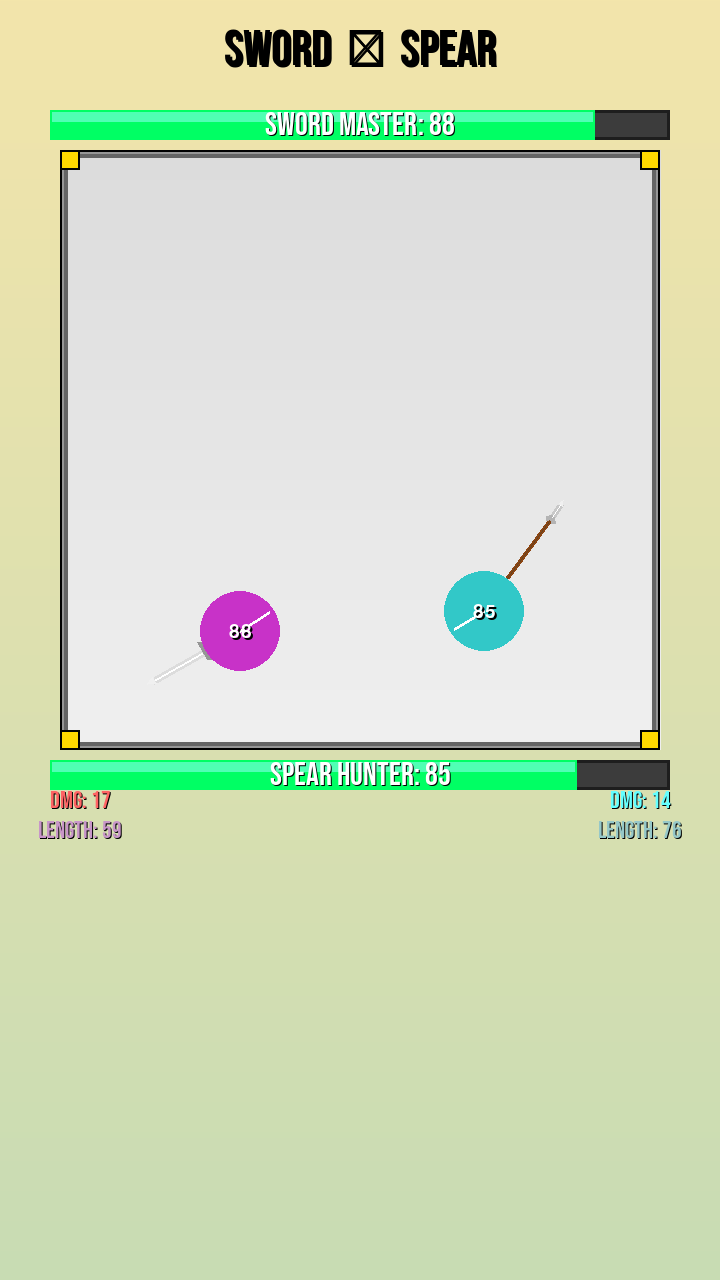 SWORD SPEAR
SWORD MASTER: 88
88
85
SPEAR HUNTER: 85
DMG: 17
DMG: 14
LENGTH: 59
LENGTH: 76